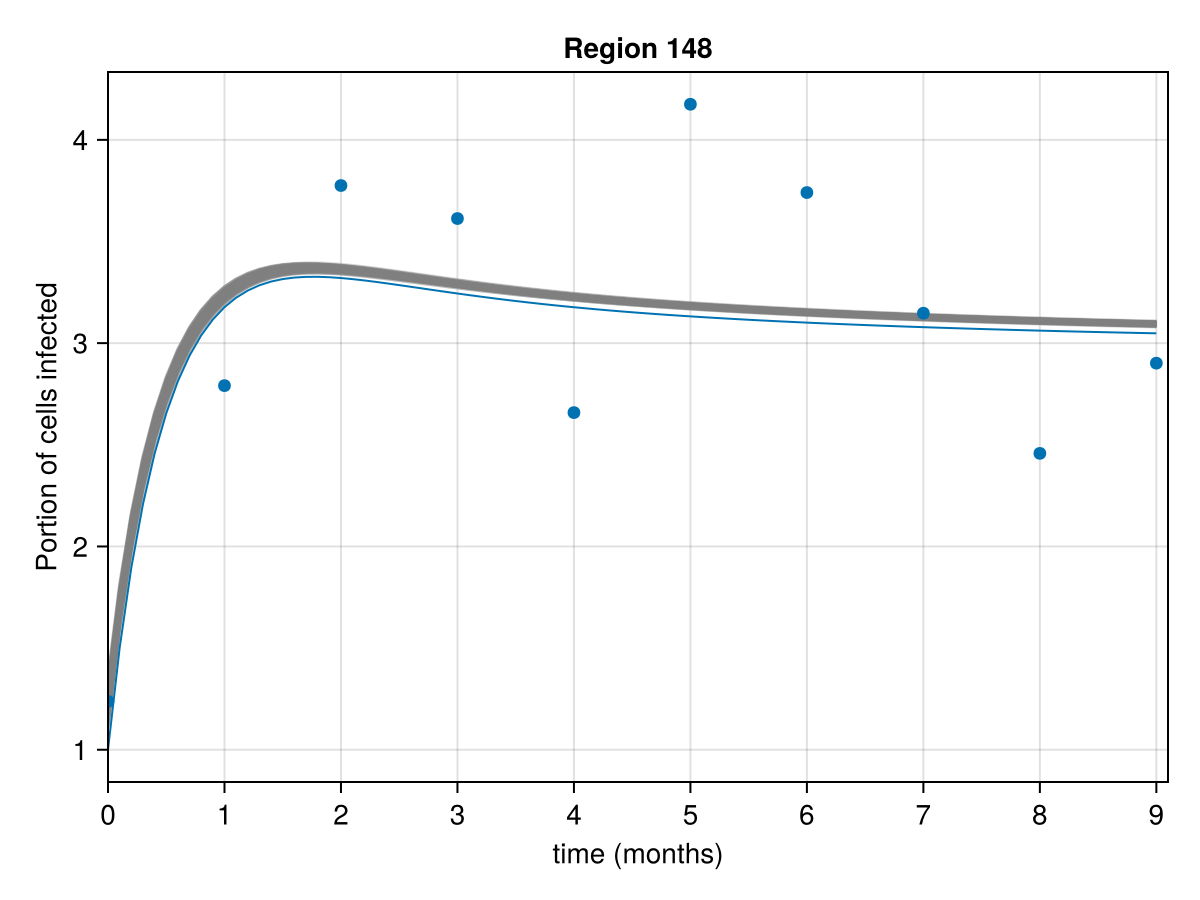 Region 148
Portion of cells infected
4
3
2
1
0 1 2 3 4 5 6 7 8 9
time (months)